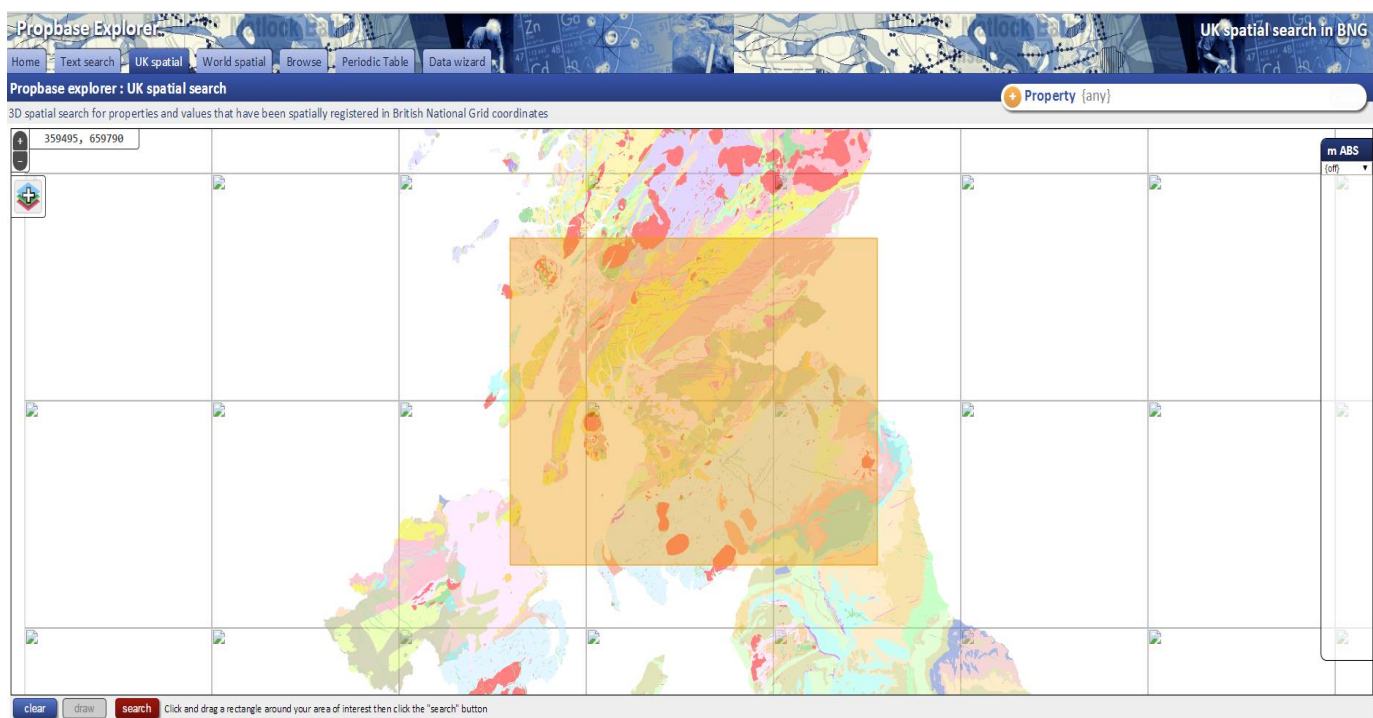 Propbase Explorer
UK spatial search in BNG
Home Text search UK spatial World spatial Browse Periodic Table Data wizard
Propbase explorer : UK spatial search
+ Property {any}
3D spatial search for properties and values that have been spatially registered in British National Grid coordinates
+ 359495, 659790
-
m ABS
{off}
clear draw search Click and drag a rectangle around your area of interest then click the "search" button